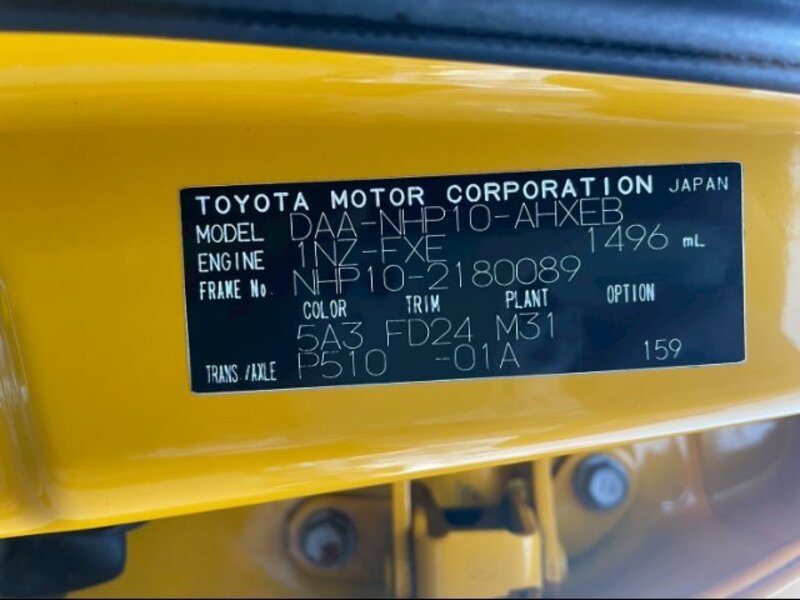 TOYOTA MOTOR CORPORATION JAPAN
MODEL DAA-NHP10-AHXEB
ENGINE 1NZ-FXE 1496 mL
FRAME No. NHP10-2180089
COLOR TRIM PLANT OPTION
5A3 FD24 M31
TRANS./AXLE P510 -01A 159